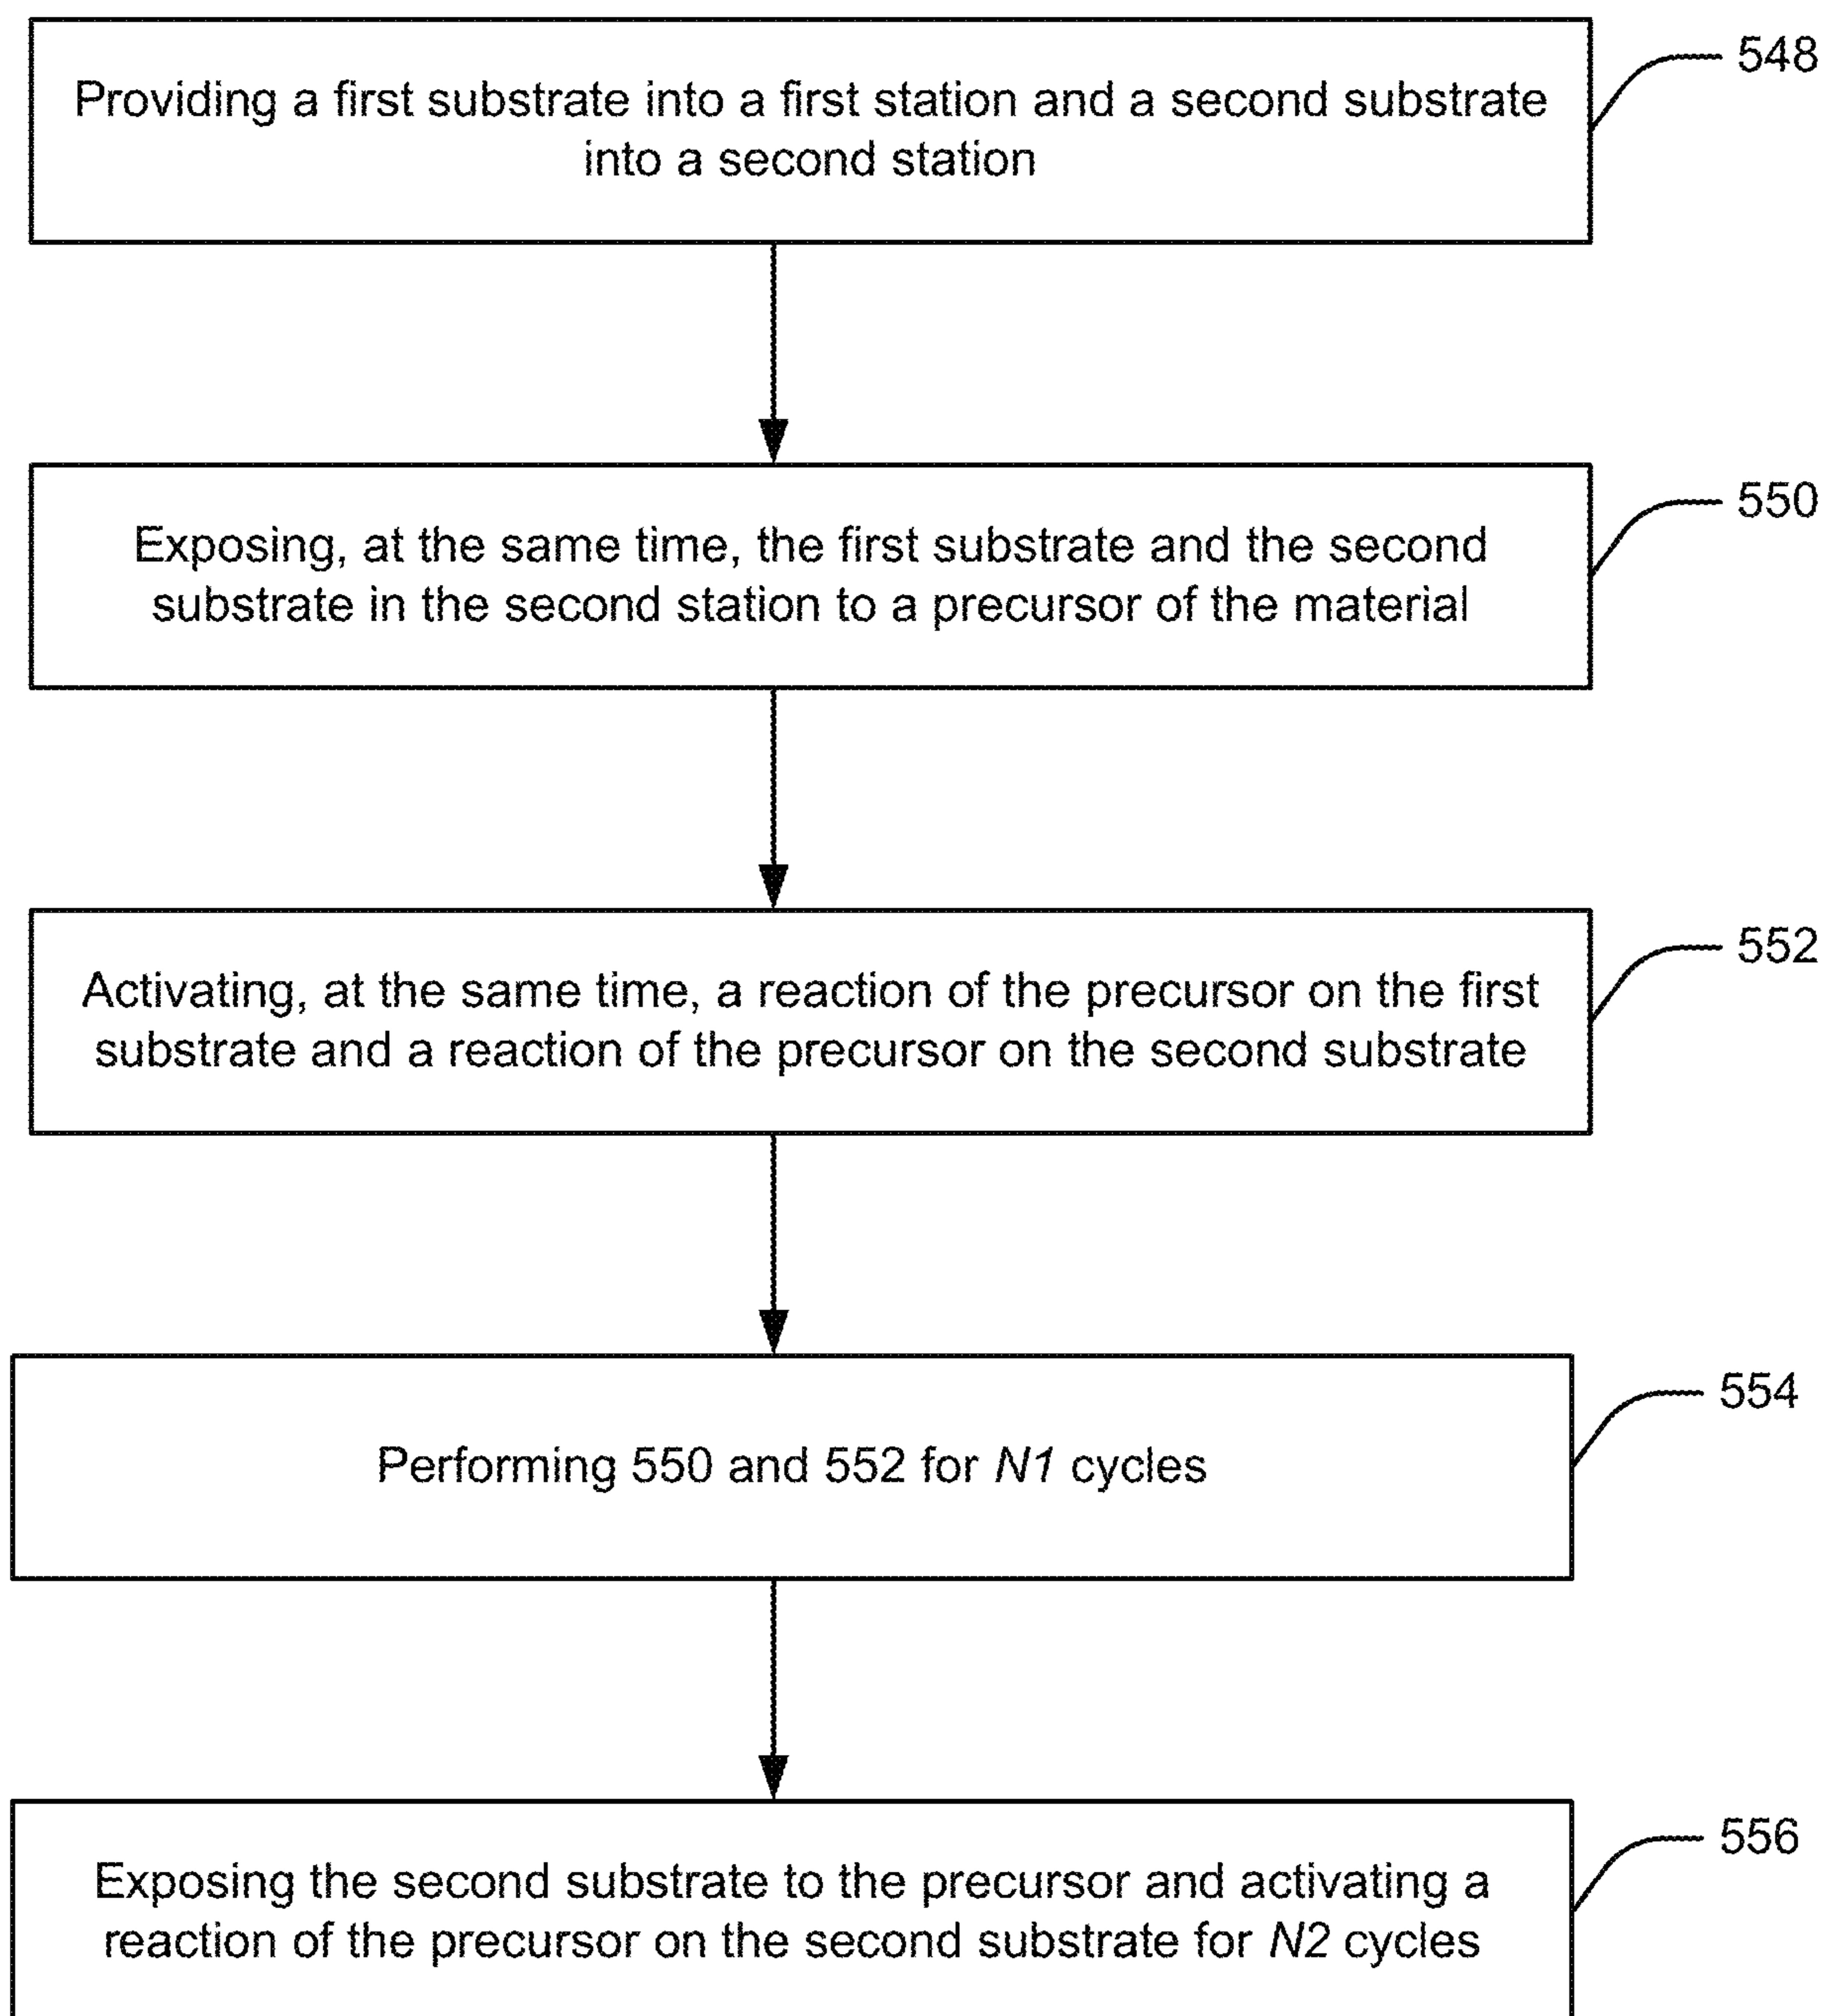 Providing a first substrate into a first station and a second substrate
into a second station
548
Exposing, at the same time, the first substrate and the second
substrate in the second station to a precursor of the material
550
Activating, at the same time, a reaction of the precursor on the first
substrate and a reaction of the precursor on the second substrate
552
Performing 550 and 552 for N1 cycles
554
Exposing the second substrate to the precursor and activating a
reaction of the precursor on the second substrate for N2 cycles
556